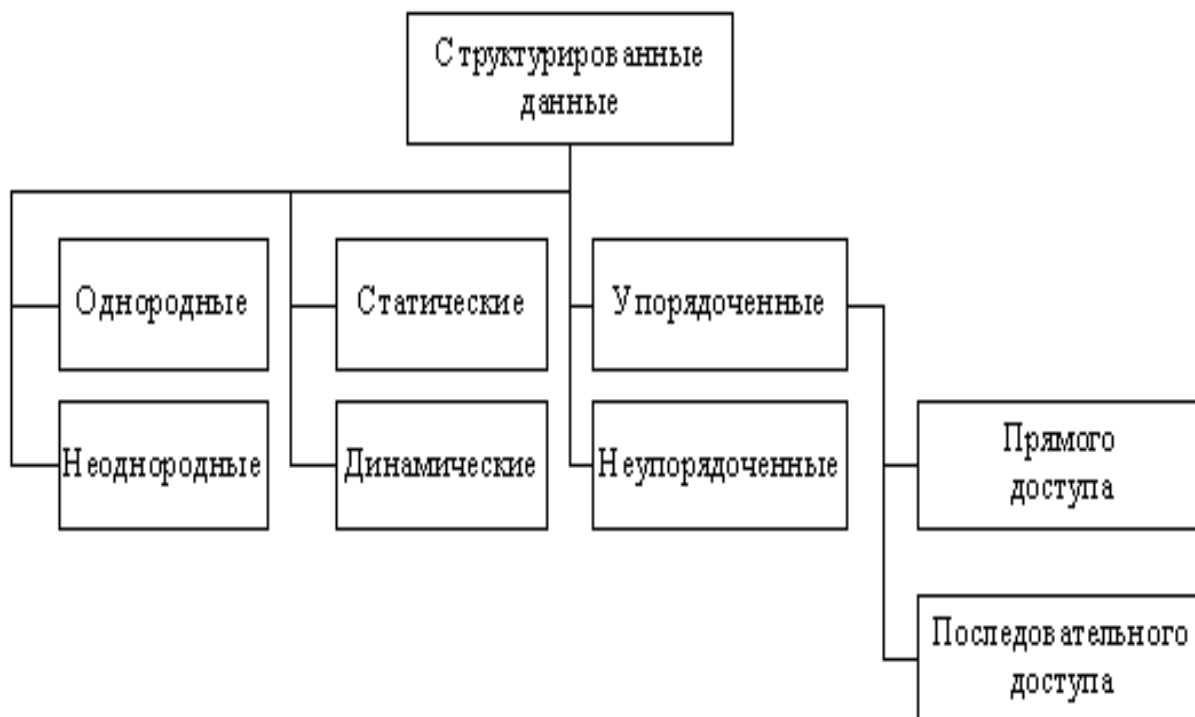 Структурированные
данные
Однородные
Статические
Упорядоченные
Неоднородные
Динамические
Неупорядоченные
Прямого
доступа
Последовательного
доступа